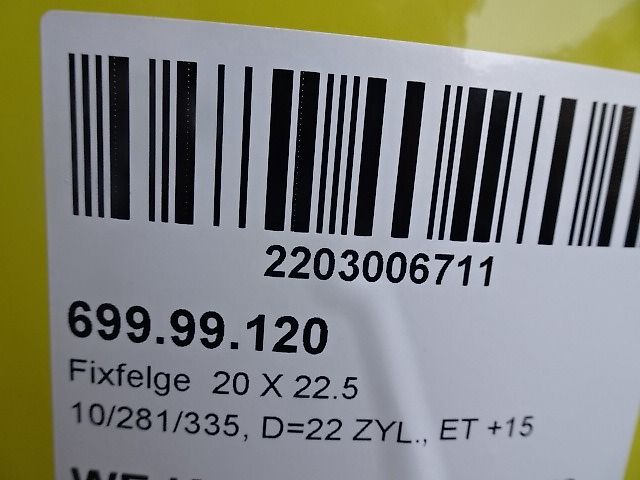 2203006711
699.99.120
Fixfelge 20 X 22.5
10/281/335, D=22 ZYL., ET +15